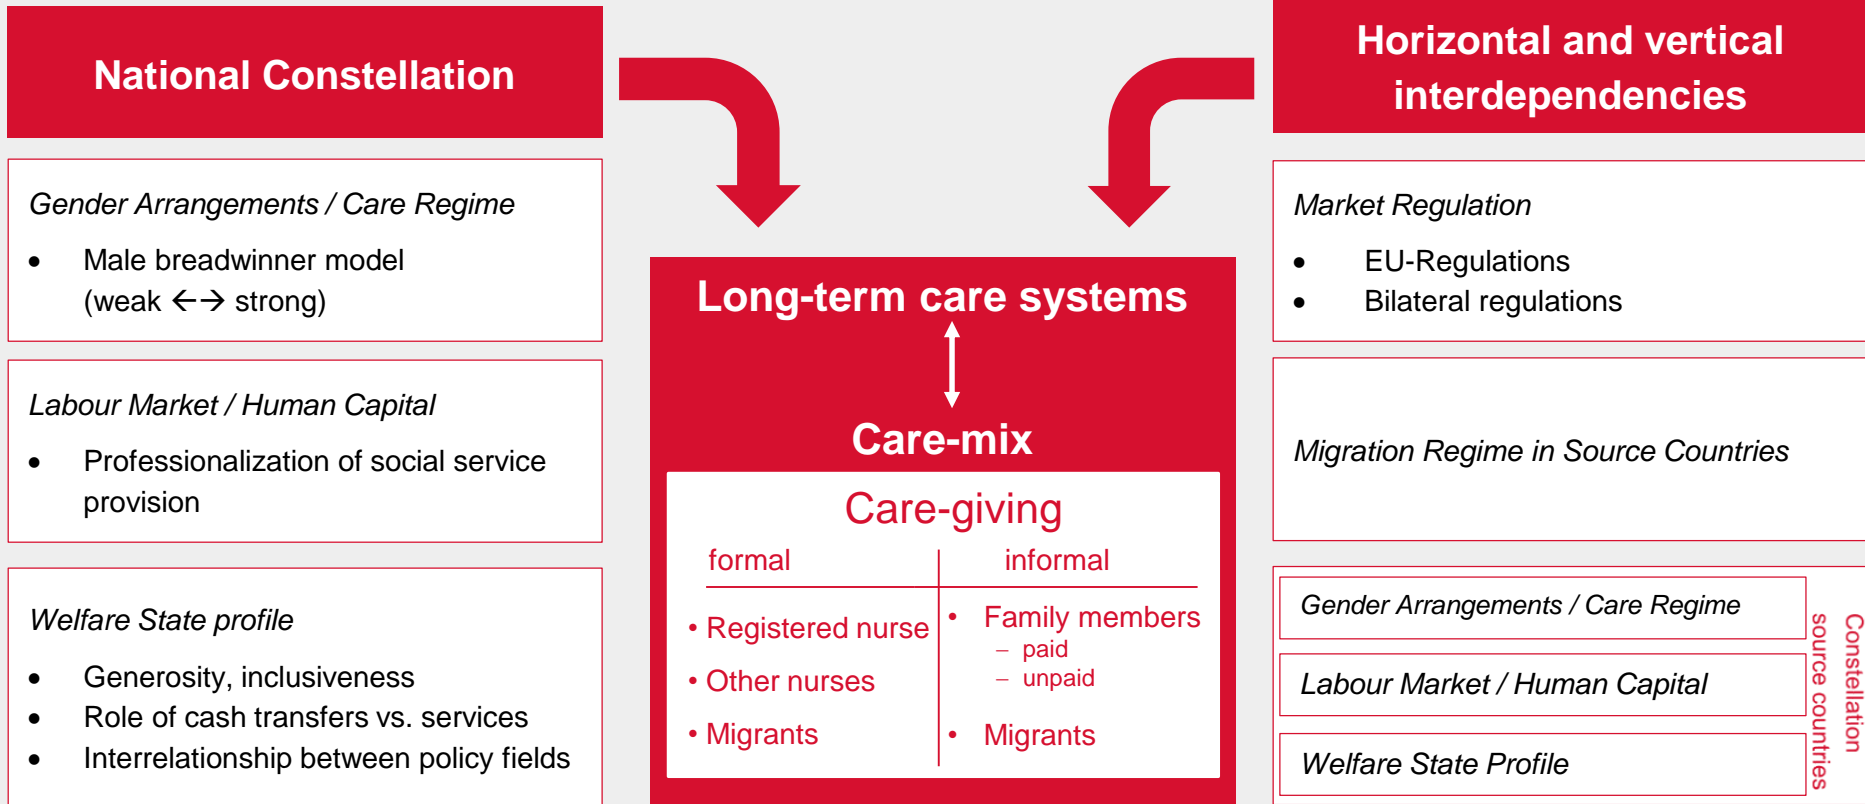 National Constellation
Gender Arrangements / Care Regime
• Male breadwinner model
(weak ←→ strong)
Labour Market / Human Capital
• Professionalization of social service
provision
Welfare State profile
• Generosity, inclusiveness
• Role of cash transfers vs. services
• Interrelationship between policy fields
Long-term care systems
Care-mix
Care-giving
formal
• Registered nurse
• Other nurses
• Migrants
informal
• Family members
– paid
– unpaid
• Migrants
Horizontal and vertical
interdependencies
Market Regulation
• EU-Regulations
• Bilateral regulations
Migration Regime in Source Countries
Gender Arrangements / Care Regime
Labour Market / Human Capital
Welfare State Profile
Constellation
source countries